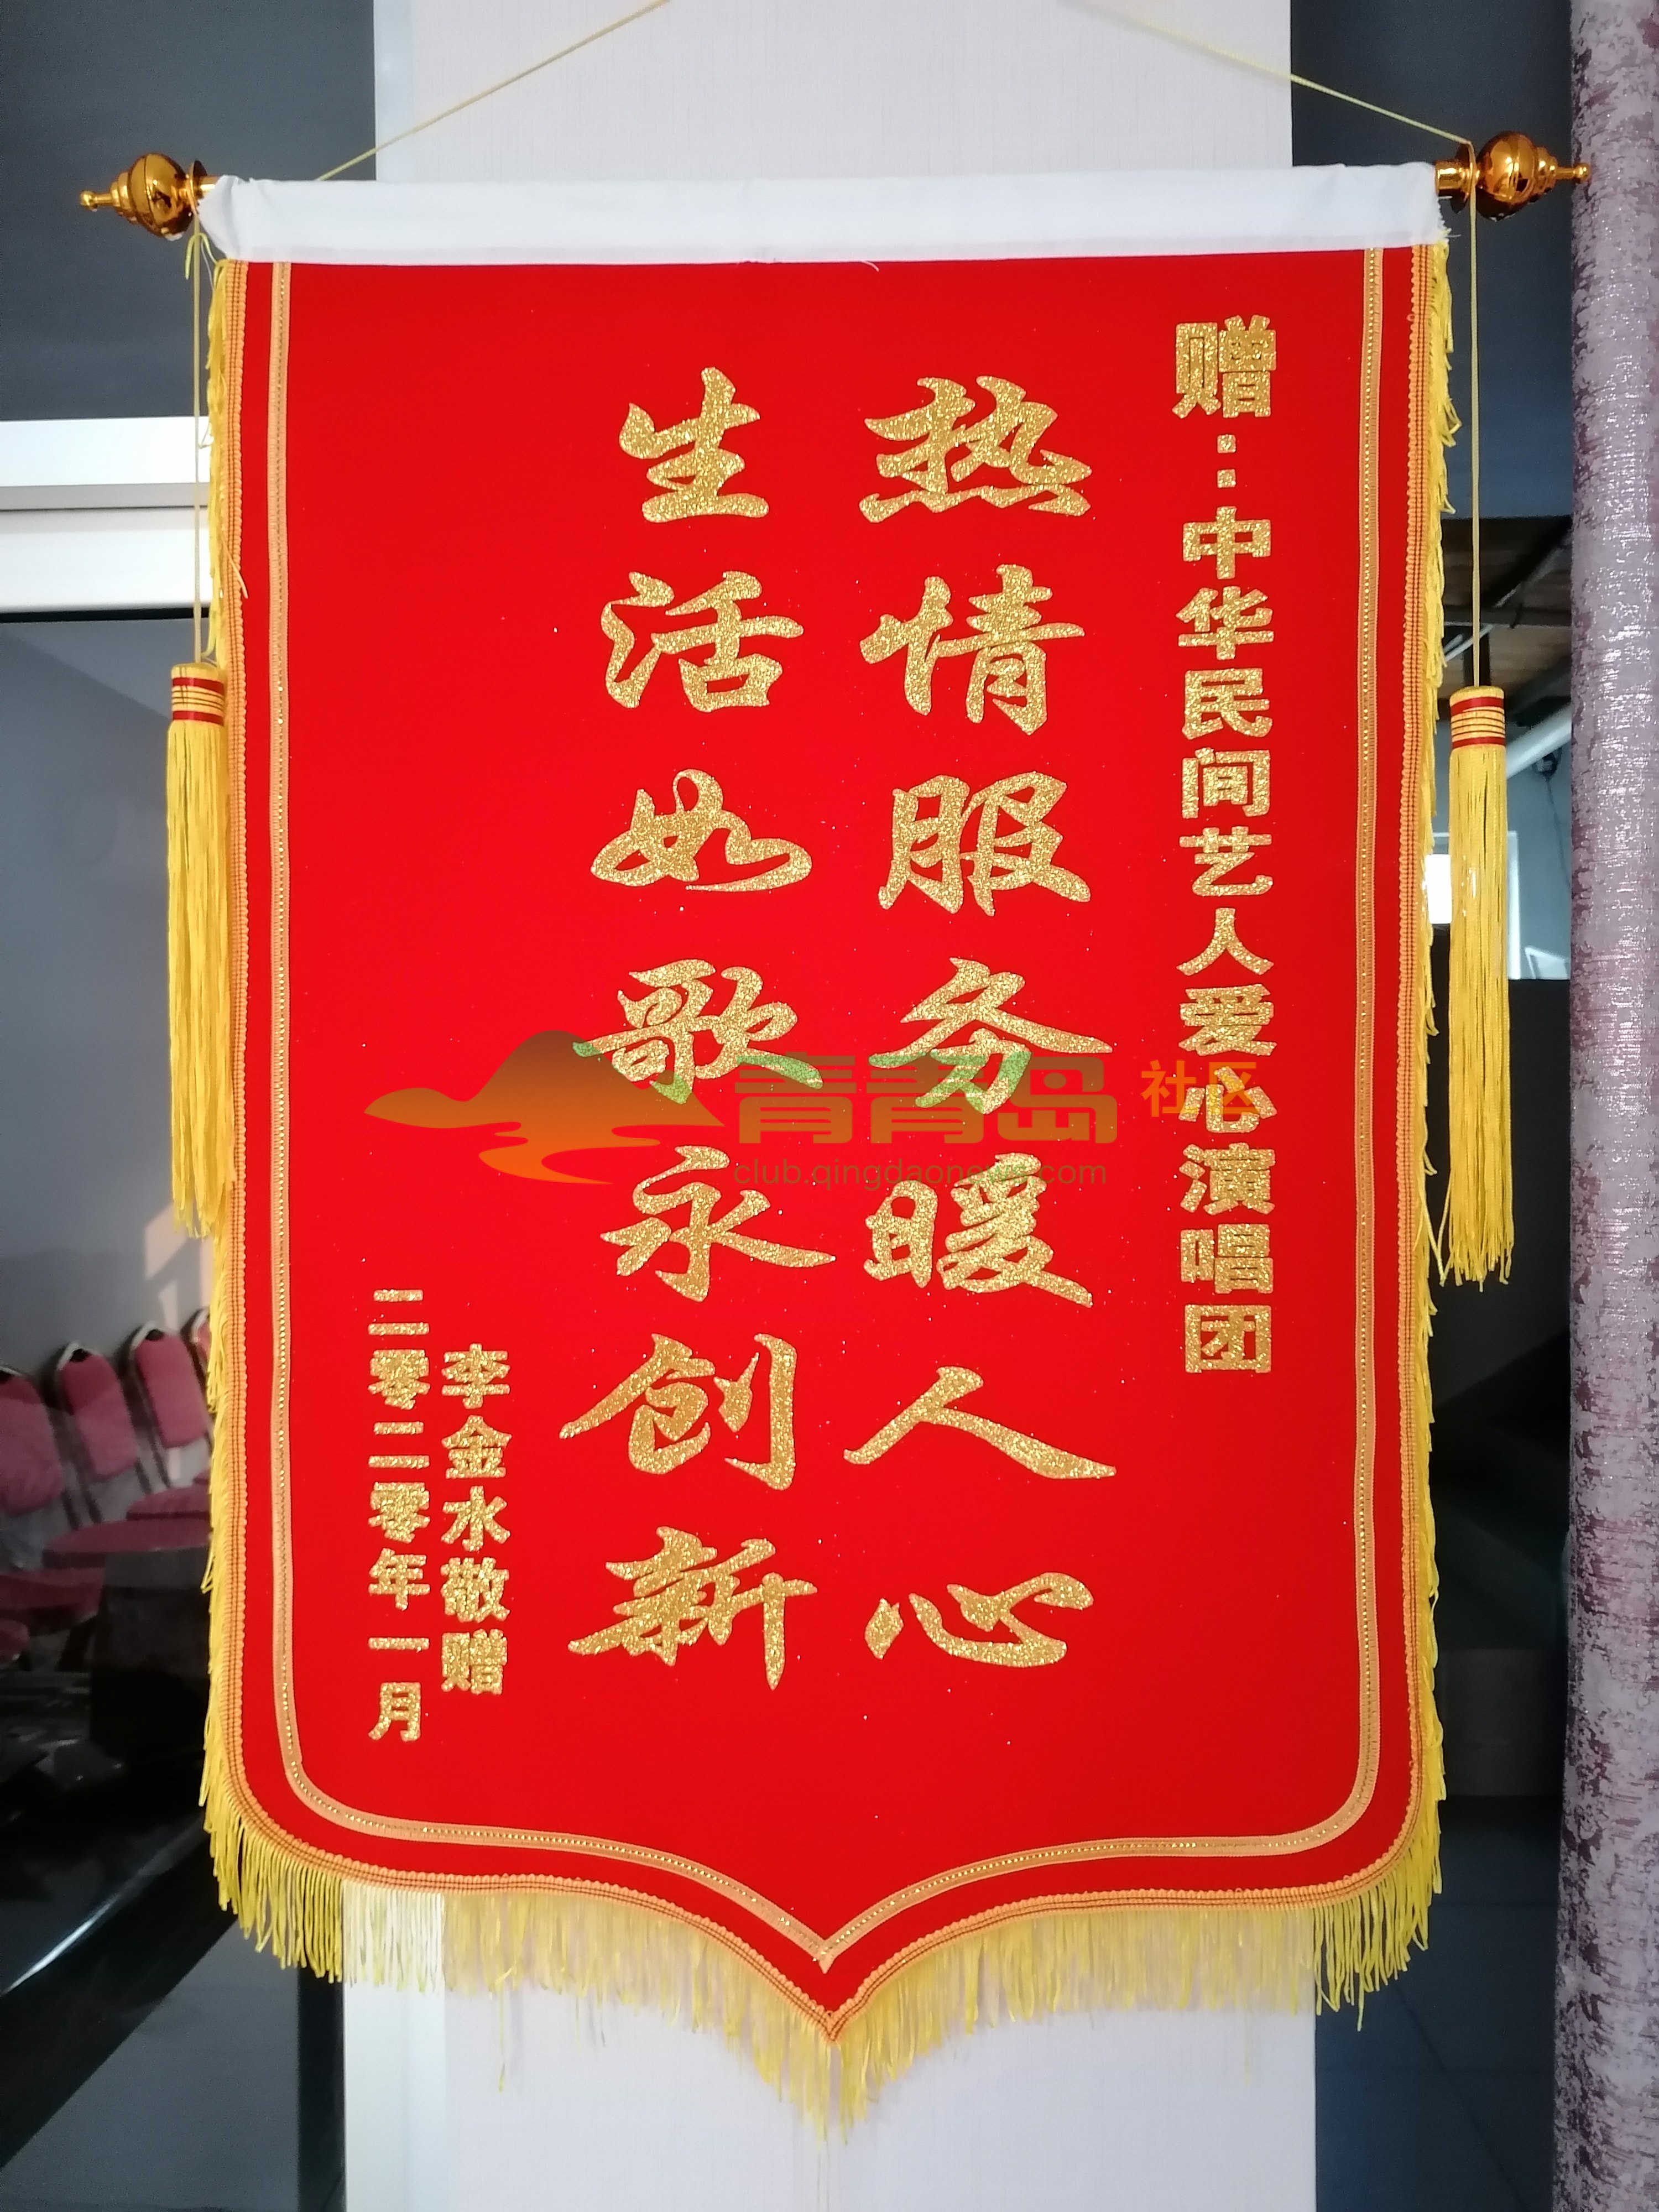 赠：中华民间艺人爱心演唱团
热情服务暖人心
生活如歌永创新
李金水敬赠
二零二零年一月
青青岛社区
club.qingdaonews.com